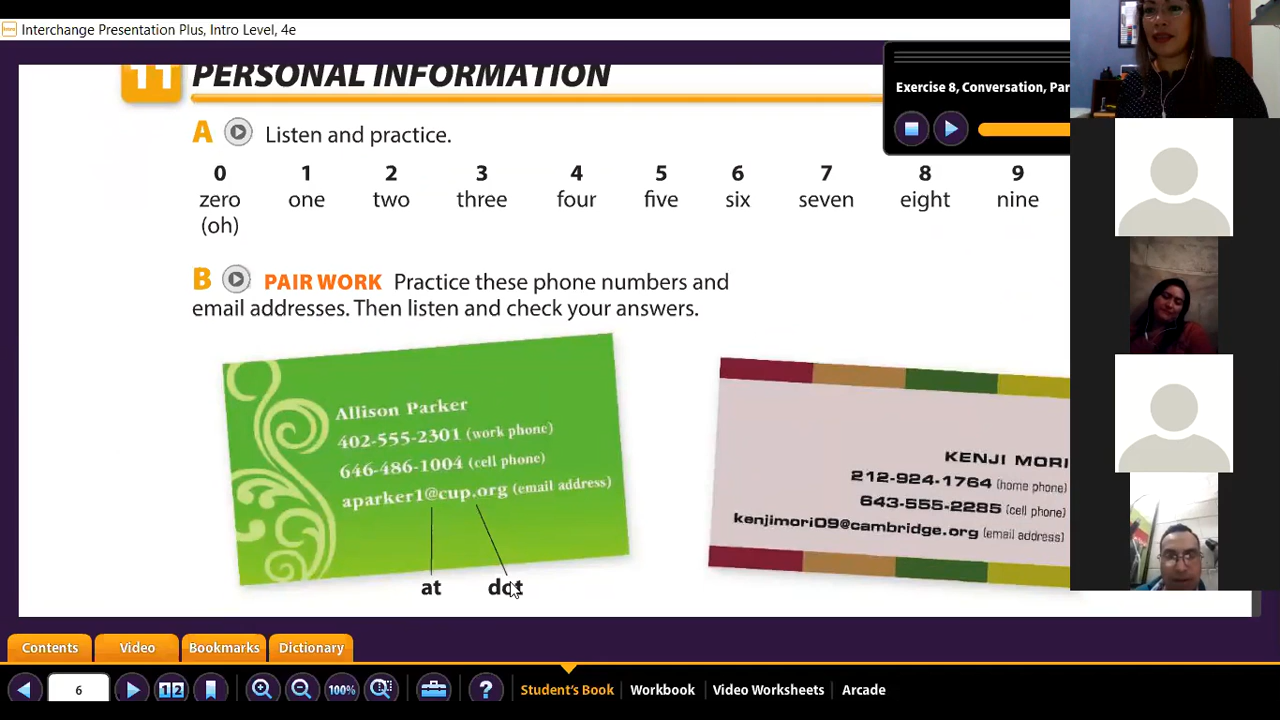 Interchange Presentation Plus, Intro Level, 4e
11 PERSONAL INFORMATION
Exercise 8, Conversation, Par
A Listen and practice.
0 1 2 3 4 5 6 7 8 9
zero one two three four five six seven eight nine
(oh)
B PAIR WORK Practice these phone numbers and
email addresses. Then listen and check your answers.
Allison Parker
402-555-2301 (work phone)
646-486-1004 (cell phone)
aparker1@cup.org (email address)
at dot
KENJI MORI
212-924-1764 (home phone)
643-555-2285 (cell phone)
kenjimori09@cambridge.org (email address)
Contents Video Bookmarks Dictionary
6 12 100% ? Student's Book Workbook Video Worksheets Arcade